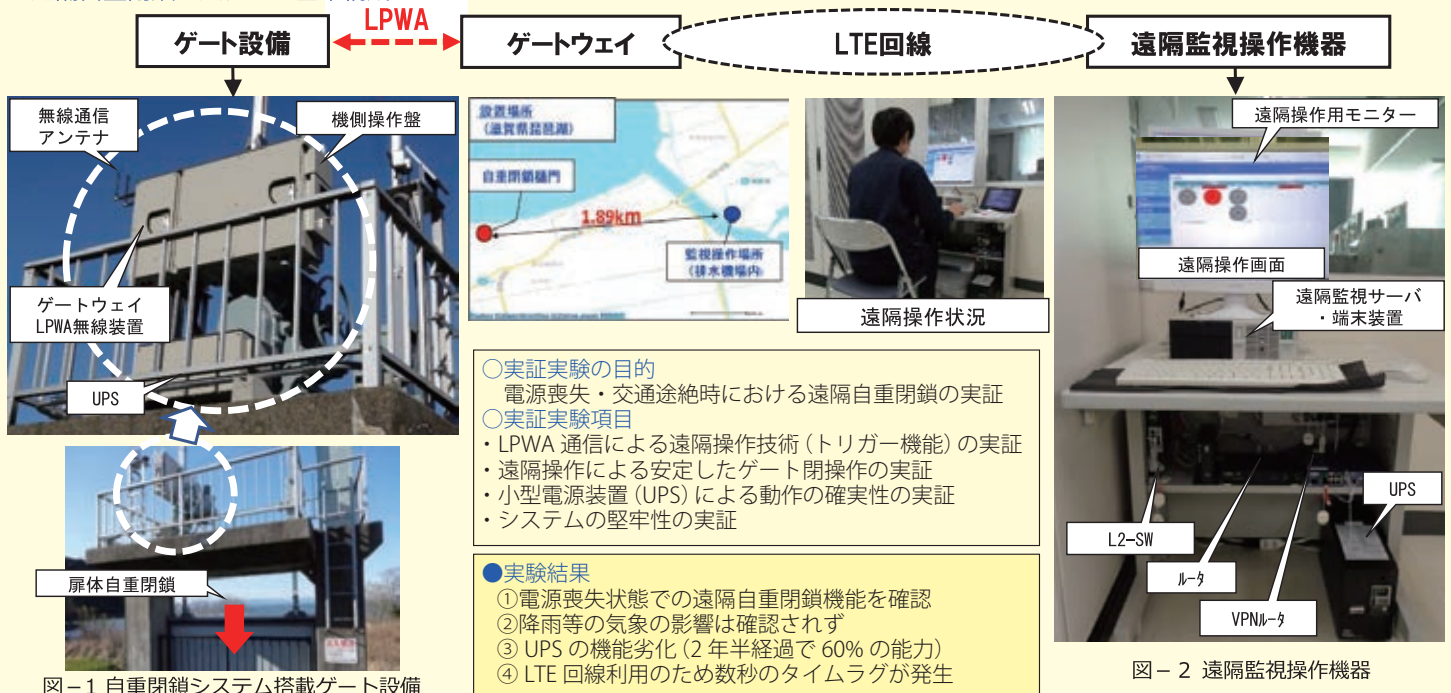 LPWA
ゲート設備
ゲートウェイ
LTE回線
遠隔監視操作機器
無線通信
アンテナ
機側操作盤
ゲートウェイ
LPWA無線装置
UPS
扉体自重閉鎖
図−1 自重閉鎖システム搭載ゲート設備
設置場所
(滋賀県琵琶湖)
自重閉鎖樋門
1.89km
監視操作場所
(排水機場内)
遠隔操作状況
○実証実験の目的
電源喪失・交通途絶時における遠隔自重閉鎖の実証
○実証実験項目
・LPWA 通信による遠隔操作技術(トリガー機能)の実証
・遠隔操作による安定したゲート閉操作の実証
・小型電源装置(UPS)による動作の確実性の実証
・システムの堅牢性の実証
●実験結果
①電源喪失状態での遠隔自重閉鎖機能を確認
②降雨等の気象の影響は確認されず
③ UPS の機能劣化(2 年半経過で 60% の能力)
④ LTE 回線利用のため数秒のタイムラグが発生
遠隔操作用モニター
遠隔操作画面
遠隔監視サーバ
・端末装置
UPS
L2−SW
ルータ
VPNルータ
図−2 遠隔監視操作機器